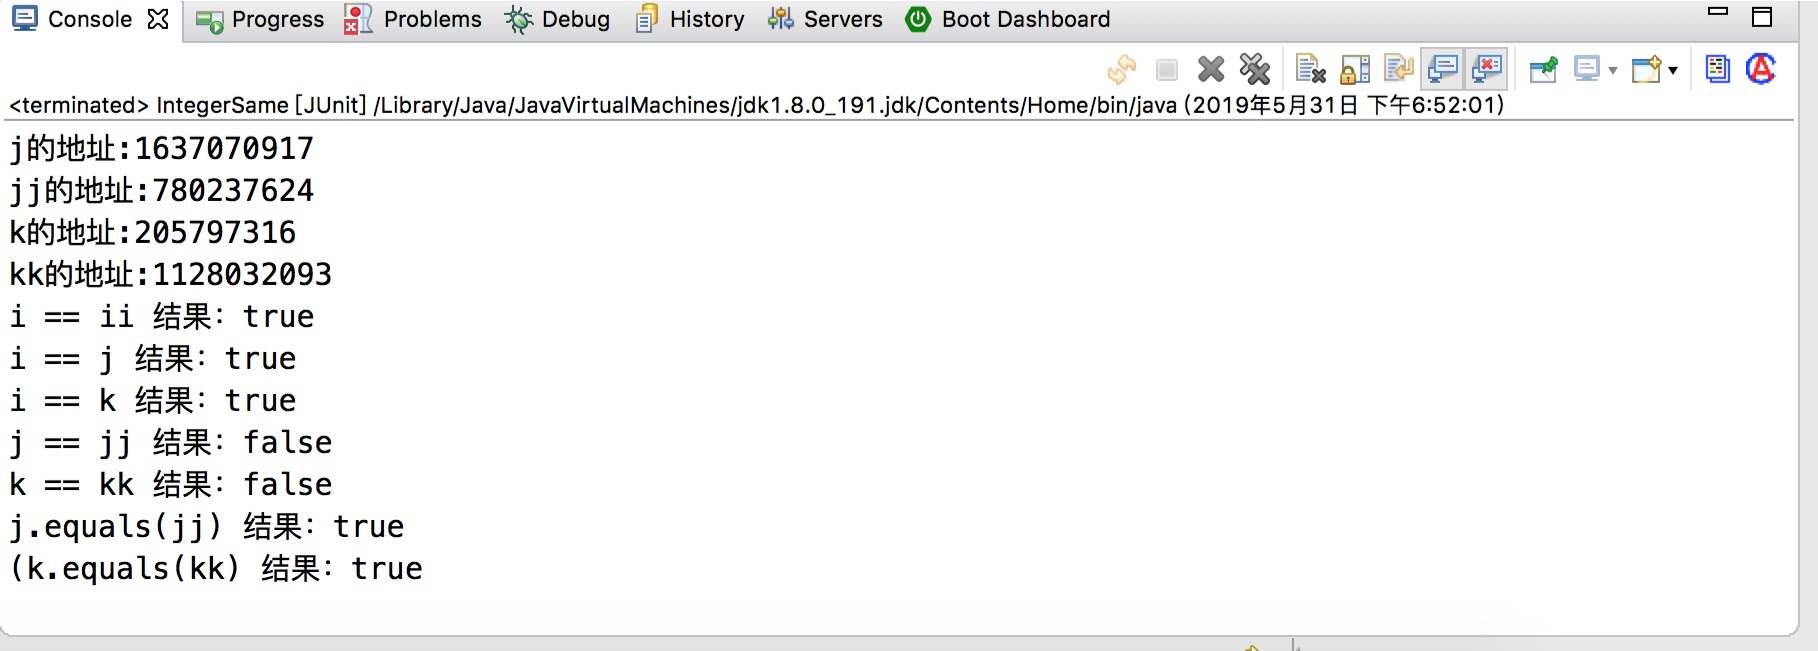 Console Progress Problems Debug History Servers Boot Dashboard
<terminated> IntegerSame [JUnit] /Library/Java/JavaVirtualMachines/jdk1.8.0_191.jdk/Contents/Home/bin/java (2019年5月31日 下午6:52:01)
j的地址:1637070917
jj的地址:780237624
k的地址:205797316
kk的地址:1128032093
i == ii 结果：true
i == j 结果：true
i == k 结果：true
j == jj 结果：false
k == kk 结果：false
j.equals(jj) 结果：true
(k.equals(kk) 结果：true